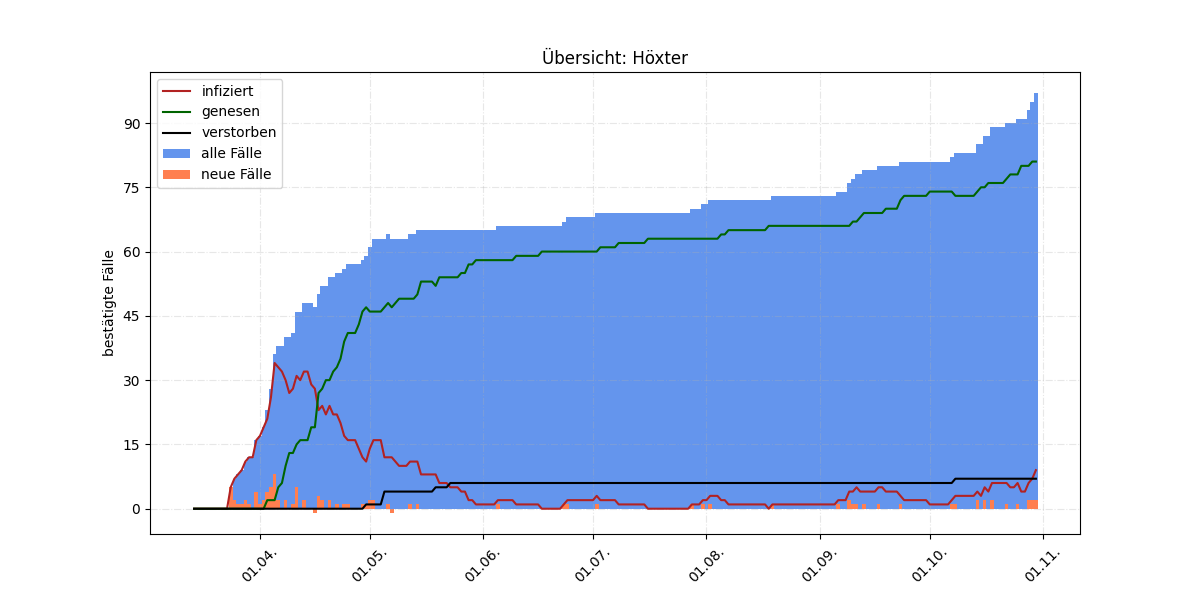 Übersicht: Höxter
infiziert
genesen
verstorben
alle Fälle
neue Fälle
bestätigte Fälle
90
75
60
45
30
15
0
01.04.
01.05.
01.06.
01.07.
01.08.
01.09.
01.10.
01.11.